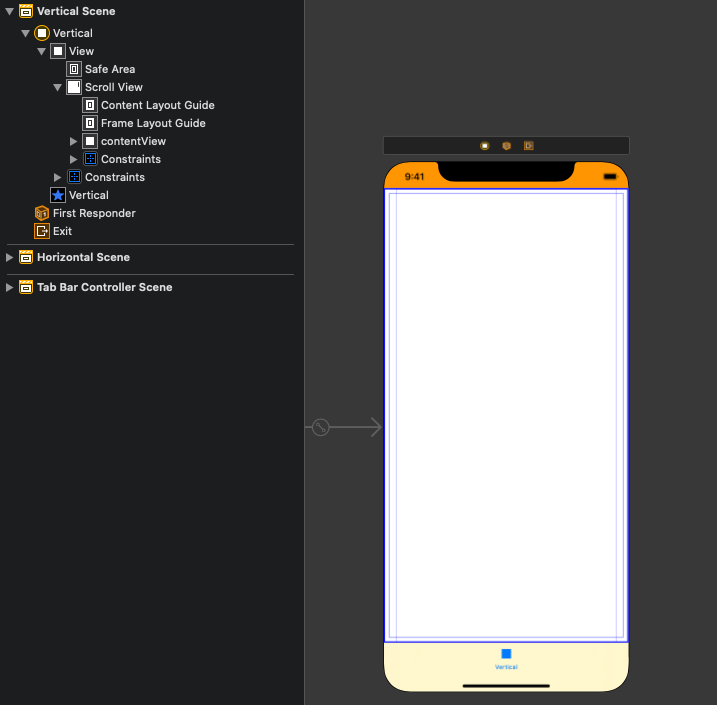 Vertical Scene
Vertical
View
Safe Area
Scroll View
Content Layout Guide
Frame Layout Guide
contentView
Constraints
Constraints
Vertical
First Responder
Exit
Horizontal Scene
Tab Bar Controller Scene
9:41
Vertical